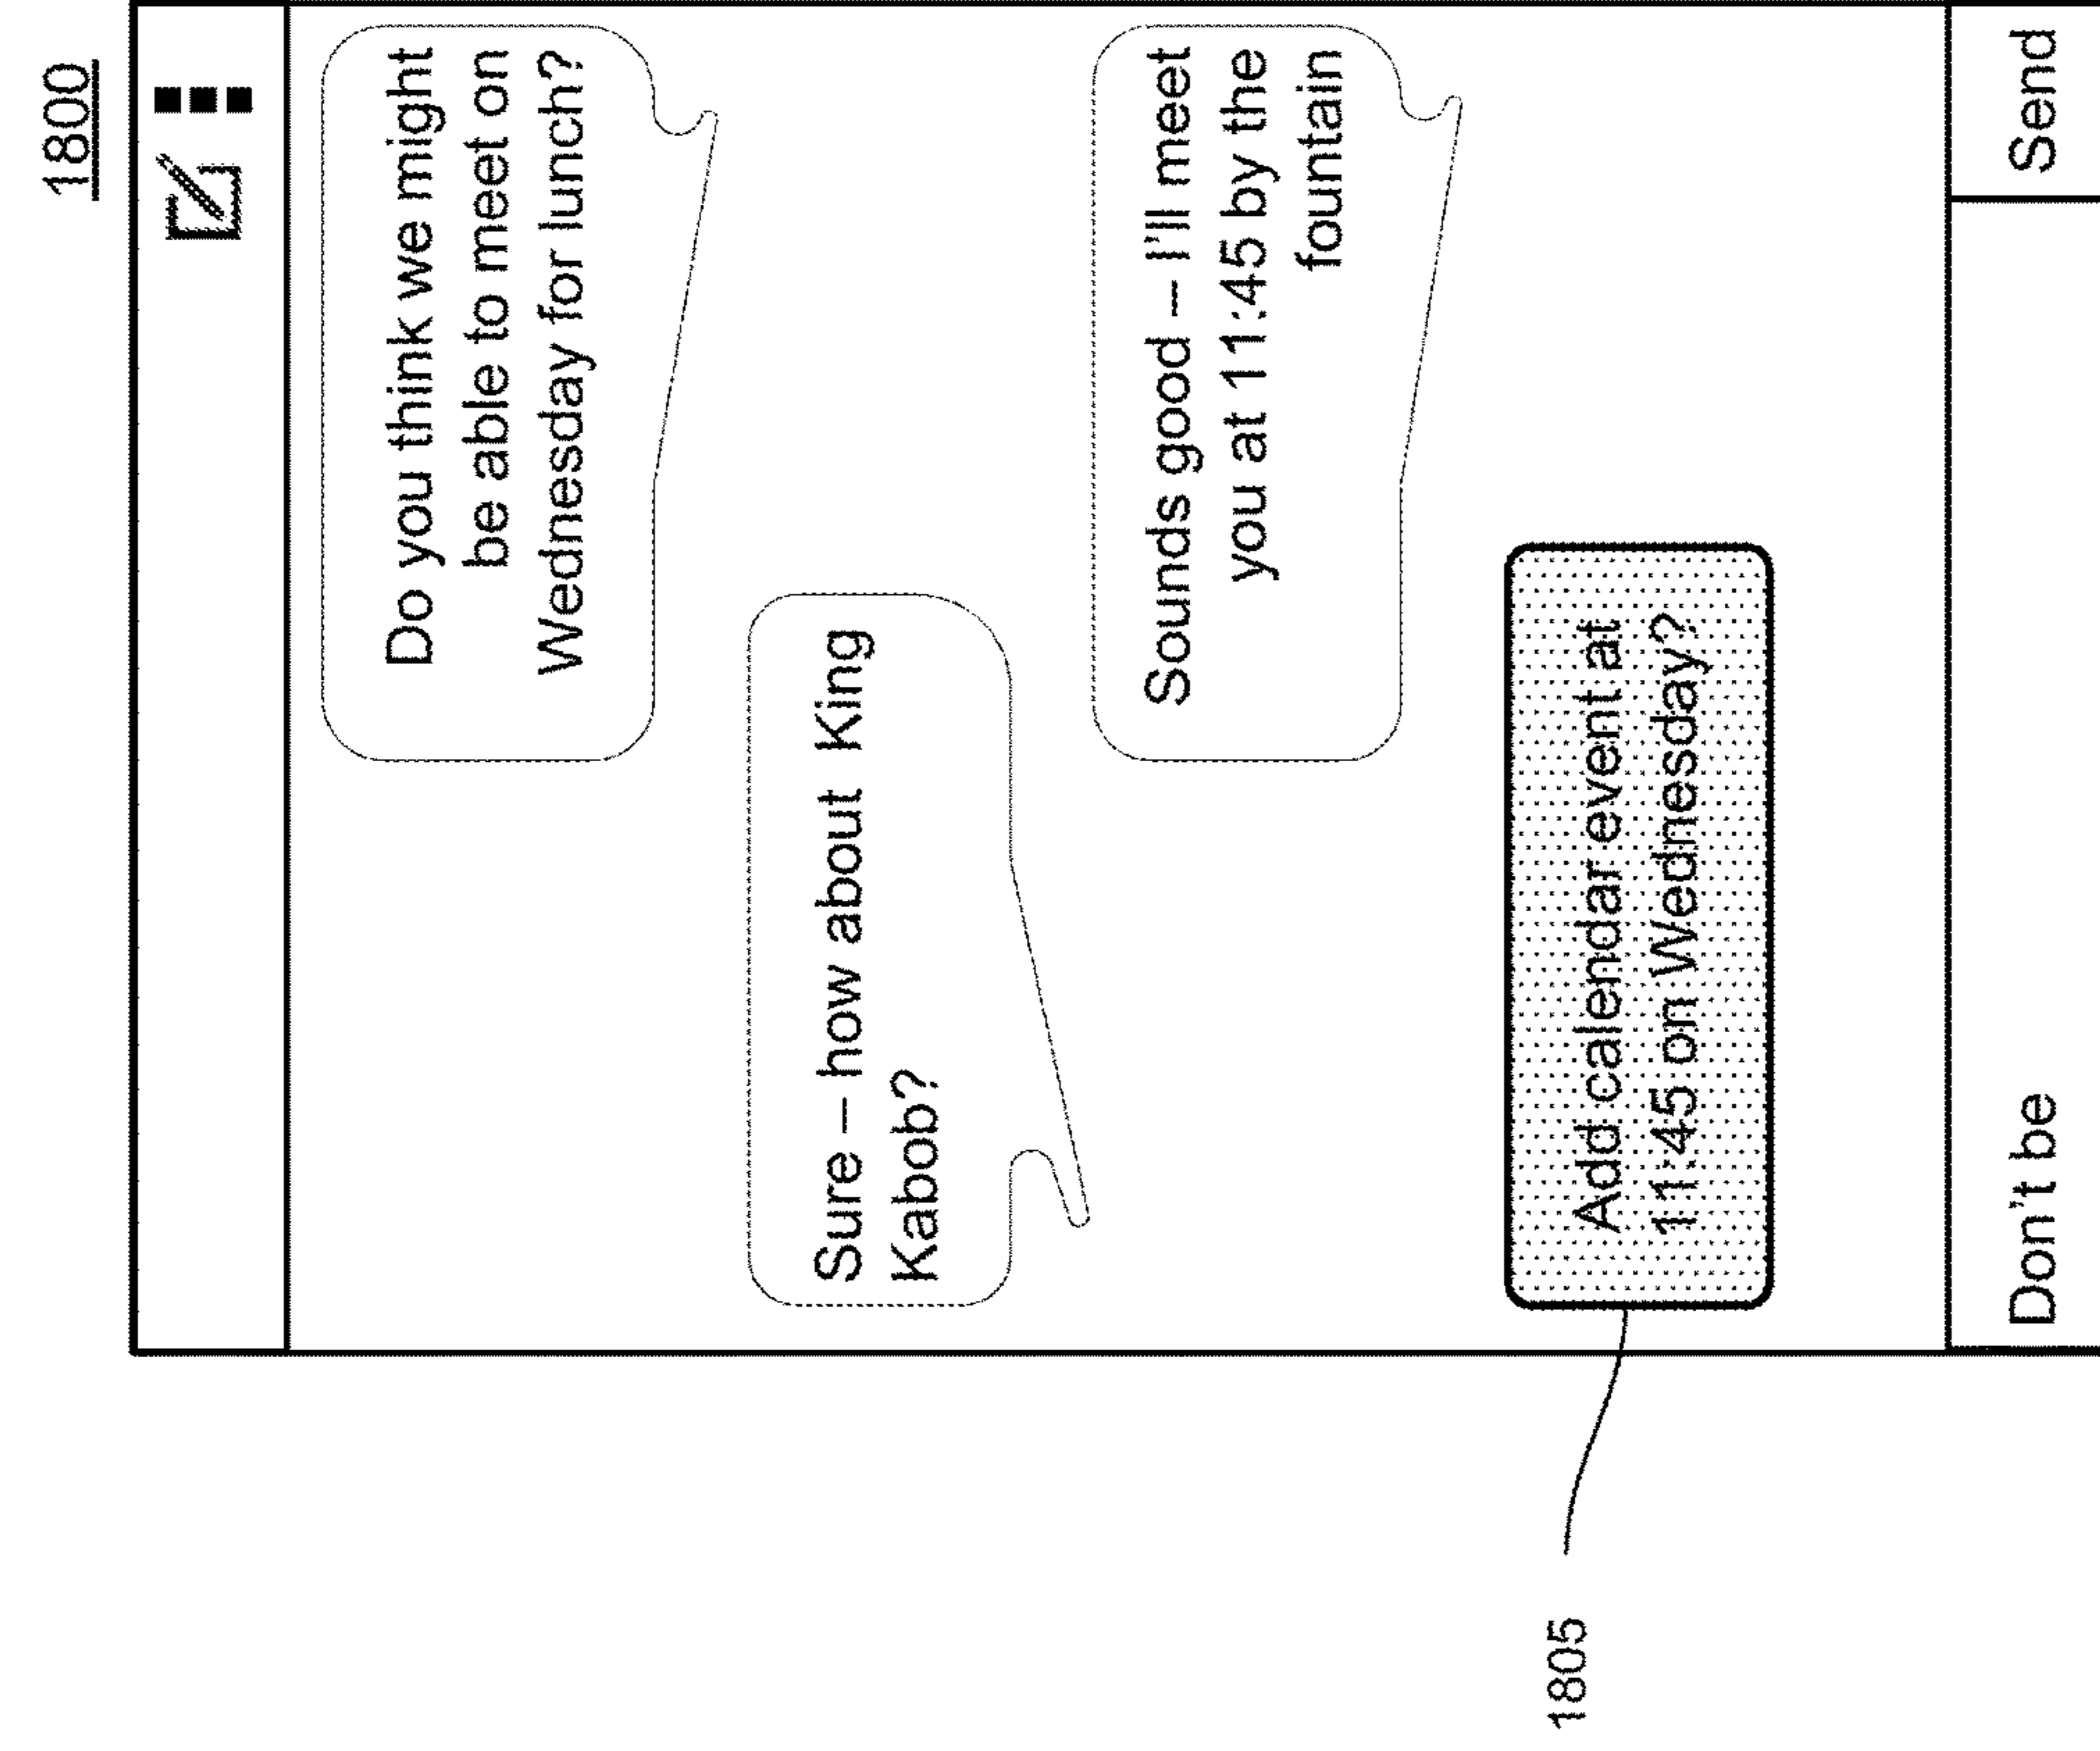 1800
Do you think we might
be able to meet on
Wednesday for lunch?
Sure – how about King
Kabob?
Sounds good – I'll meet
you at 11:45 by the
fountain
Add calendar event at
11:45 on Wednesday?
1805
Don't be
Send